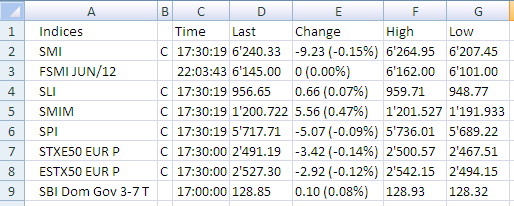 A B C D E F G
1 Indices Time Last Change High Low
2 SMI C 17:30:19 6'240.33 -9.23 (-0.15%) 6'264.95 6'207.45
3 FSMI JUN/12 22:03:43 6'145.00 0 (0.00%) 6'162.00 6'101.00
4 SLI C 17:30:19 956.65 0.66 (0.07%) 959.71 948.77
5 SMIM C 17:30:19 1'200.722 5.56 (0.47%) 1'201.527 1'191.933
6 SPI C 17:30:19 5'717.71 -5.07 (-0.09%) 5'736.01 5'689.22
7 STXE50 EUR P C 17:30:00 2'491.19 -3.42 (-0.14%) 2'500.57 2'467.51
8 ESTX50 EUR P C 17:30:00 2'527.30 -2.92 (-0.12%) 2'542.15 2'494.15
9 SBI Dom Gov 3-7 T 17:00:00 128.85 0.10 (0.08%) 128.93 128.32